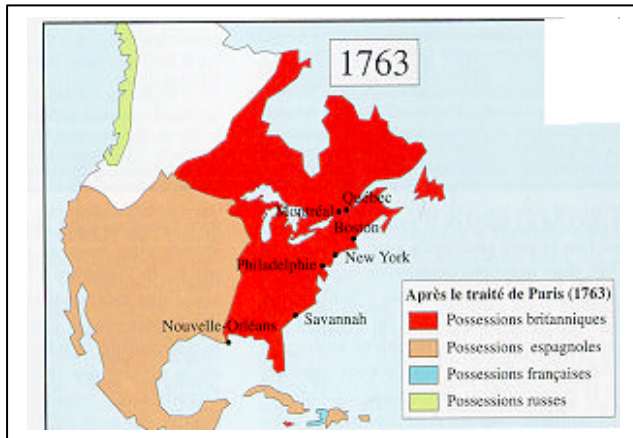 1763
Québec
Montréal
Boston
New York
Philadelphie
Savannah
Nouvelle-Orléans
Après le traité de Paris (1763)
Possessions britanniques
Possessions espagnoles
Possessions françaises
Possessions russes